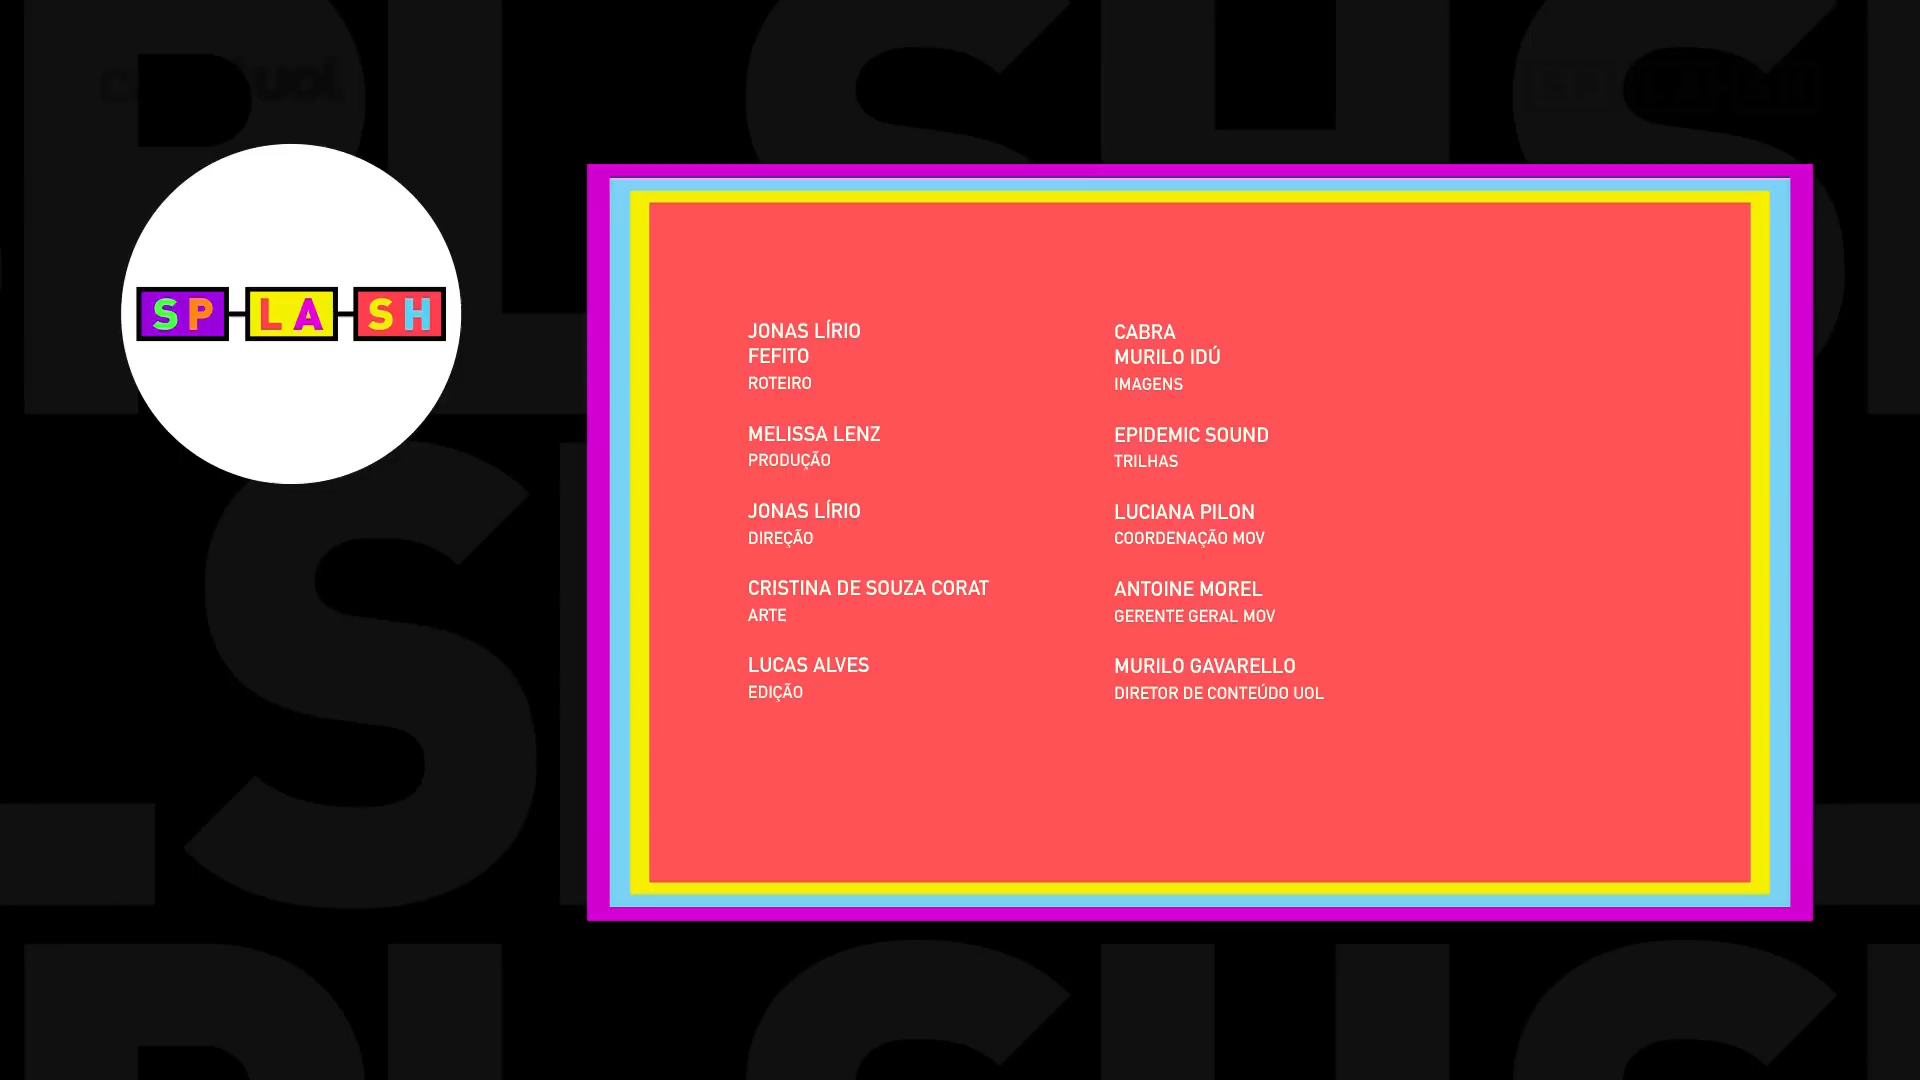 SPLASH
JONAS LÍRIO
FEFITO
ROTEIRO
MELISSA LENZ
PRODUÇÃO
JONAS LÍRIO
DIREÇÃO
CRISTINA DE SOUZA CORAT
ARTE
LUCAS ALVES
EDIÇÃO
CABRA
MURILO IDÚ
IMAGENS
EPIDEMIC SOUND
TRILHAS
LUCIANA PILON
COORDENAÇÃO MOV
ANTOINE MOREL
GERENTE GERAL MOV
MURILO GAVARELLO
DIRETOR DE CONTEÚDO UOL